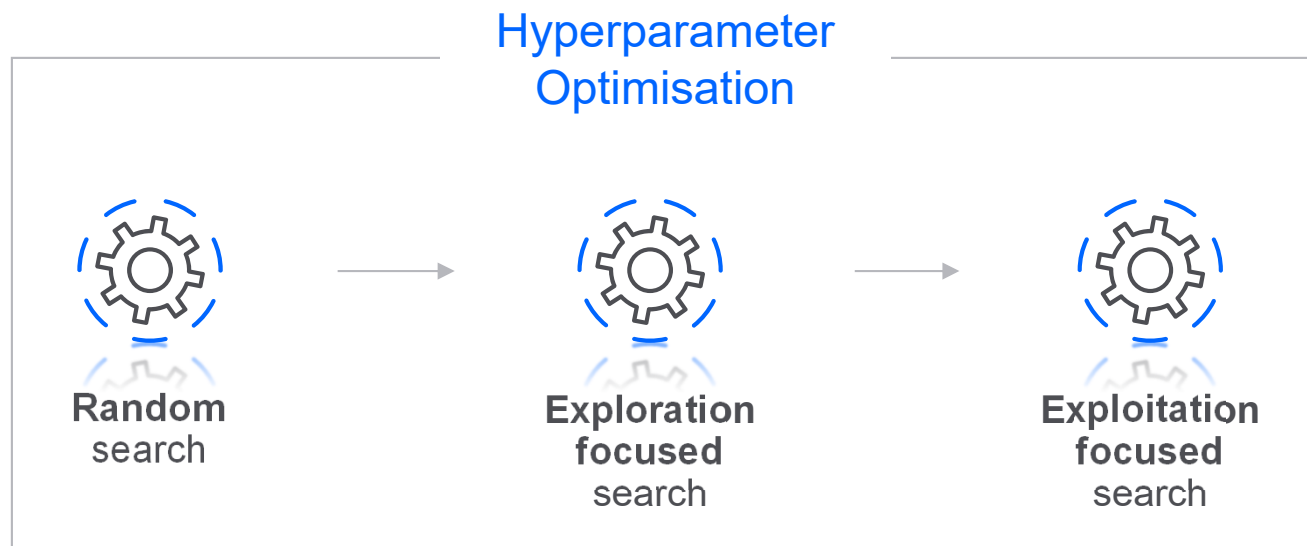 Hyperparameter
Optimisation
Random
search
Exploration
focused
search
Exploitation
focused
search